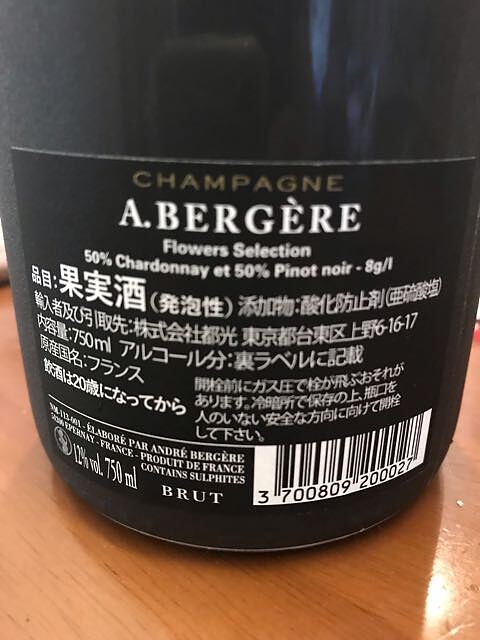 CHAMPAGNE
A.BERGÈRE
Flowers Selection
50% Chardonnay et 50% Pinot noir - 8g/l
品目:果実酒(発泡性) 添加物:酸化防止剤(亜硫酸塩)
輸入者及び引取先:株式会社都光 東京都台東区上野6-16-17
内容量:750ml アルコール分:裏ラベルに記載
原産国名:フランス
飲酒は20歳になってから
開栓前にガス圧で栓が飛ぶおそれが
あります。冷暗所で保存の上、瓶口を
人のいない安全な方向に向けて開栓
して下さい。
NM-112-001 - ÉLABORÉ PAR ANDRÉ BERGÈRE
51200 EPERNAY - FRANCE - PRODUIT DE FRANCE
CONTAINS SULPHITES
12% vol. 750 ml
BRUT
3 700809 200027